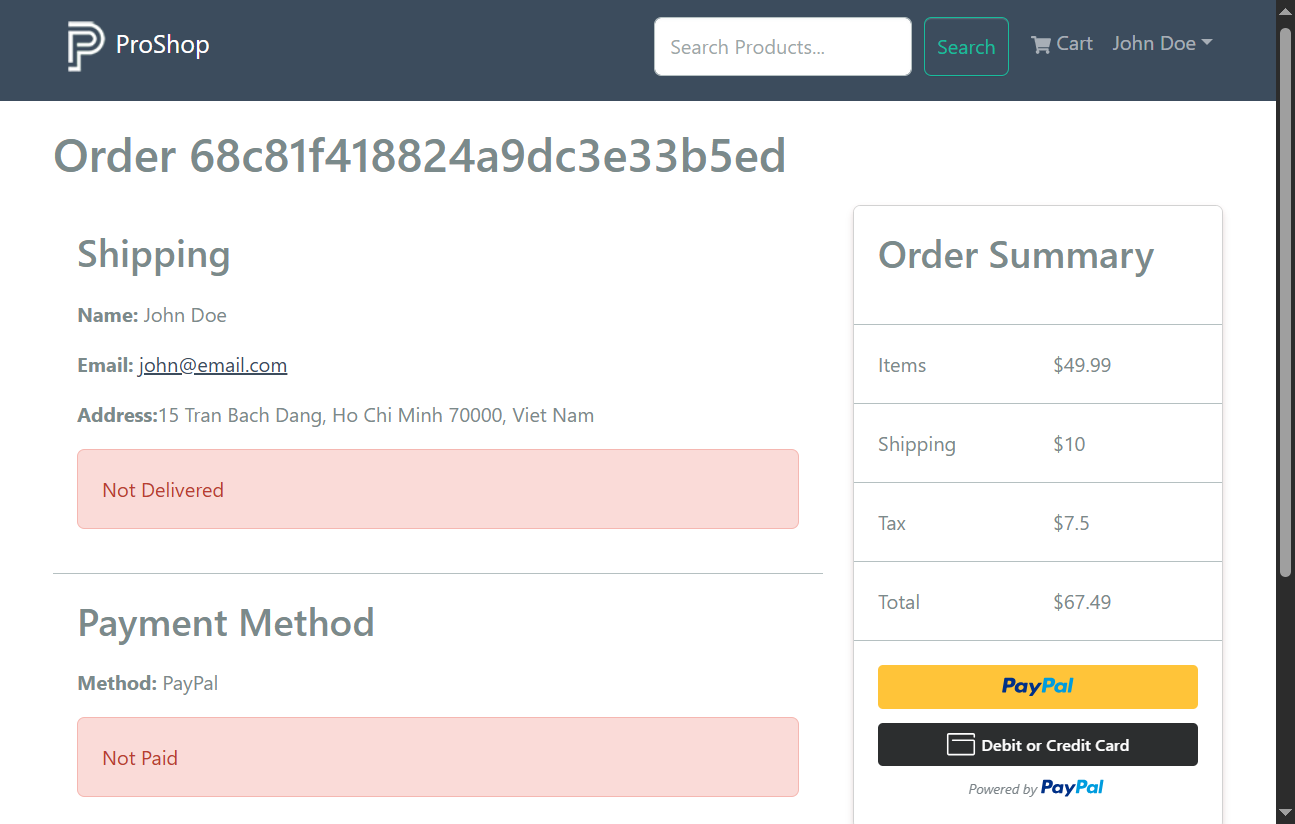 ProShop
Search Products...
Search
Cart
John Doe
Order 68c81f418824a9dc3e33b5ed
Shipping
Name: John Doe
Email: john@email.com
Address:15 Tran Bach Dang, Ho Chi Minh 70000, Viet Nam
Not Delivered
Payment Method
Method: PayPal
Not Paid
Order Summary
Items $49.99
Shipping $10
Tax $7.5
Total $67.49
PayPal
Debit or Credit Card
Powered by PayPal